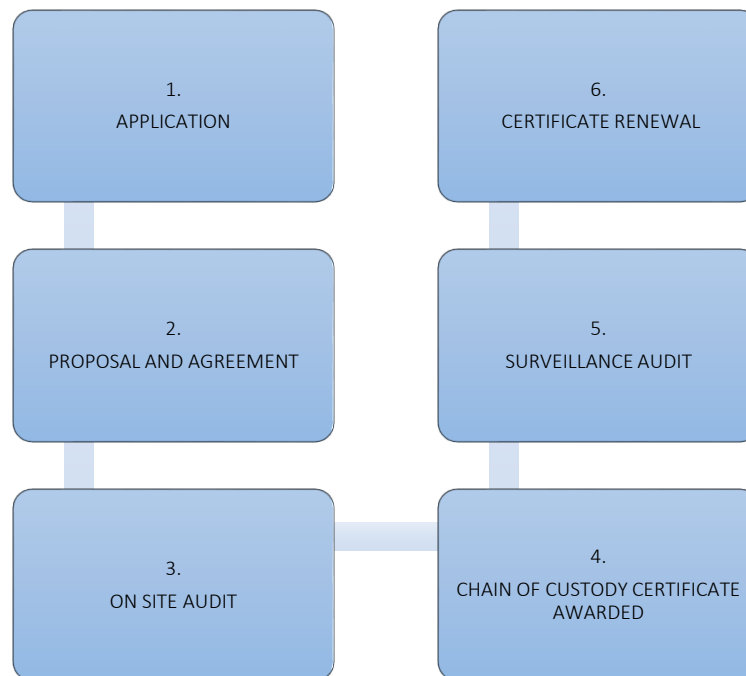 1.
APPLICATION
2.
PROPOSAL AND AGREEMENT
3.
ON SITE AUDIT
4.
CHAIN OF CUSTODY CERTIFICATE
AWARDED
5.
SURVEILLANCE AUDIT
6.
CERTIFICATE RENEWAL